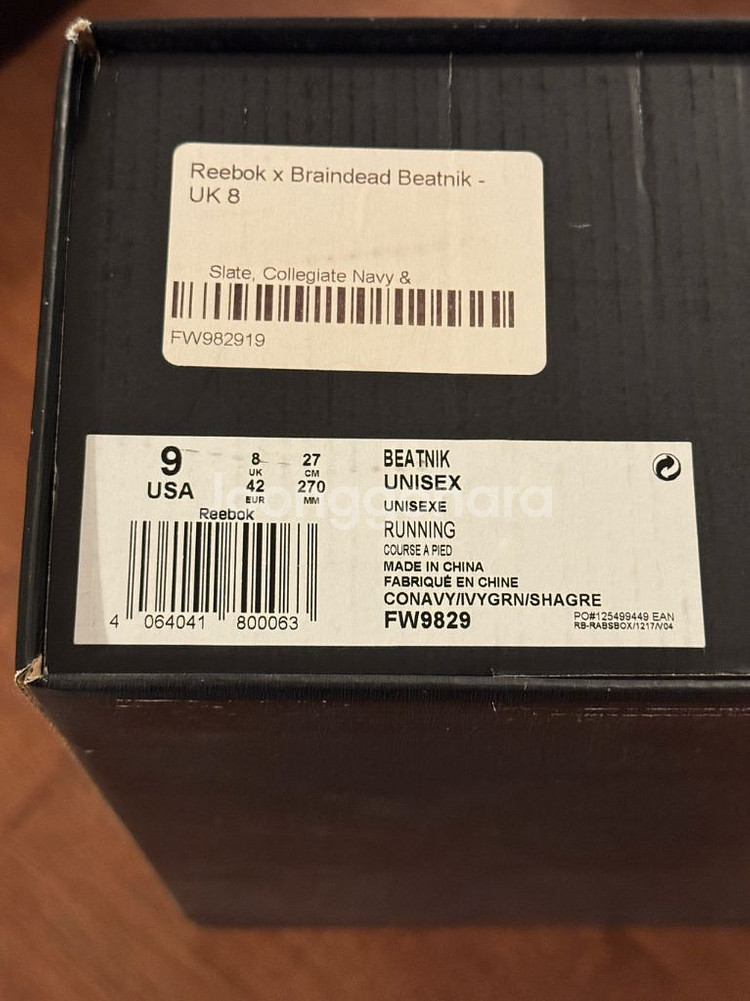 Reebok x Braindead Beatnik -
UK 8
Slate, Collegiate Navy &
FW982919
9
USA
8
UK
42
EUR
27
CM
270
MM
Reebok
4 064041 800063
BEATNIK
UNISEX
UNISEXE
RUNNING
COURSE A PIED
MADE IN CHINA
FABRIQUÉ EN CHINE
CONAVY/IVYGRN/SHAGRE
FW9829
PO#125499449 EAN
RB-RABSBOX/1217/V04
Joonggonara